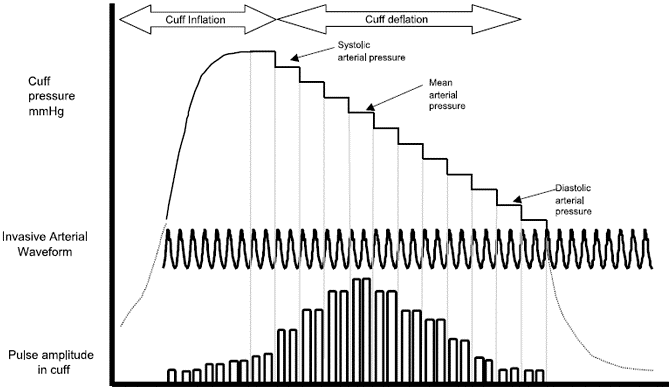 Cuff Inflation
Cuff deflation
Systolic
arterial pressure
Cuff
pressure
mmHg
Mean
arterial
pressure
Diastolic
arterial
pressure
Invasive Arterial
Waveform
Pulse amplitude
in cuff